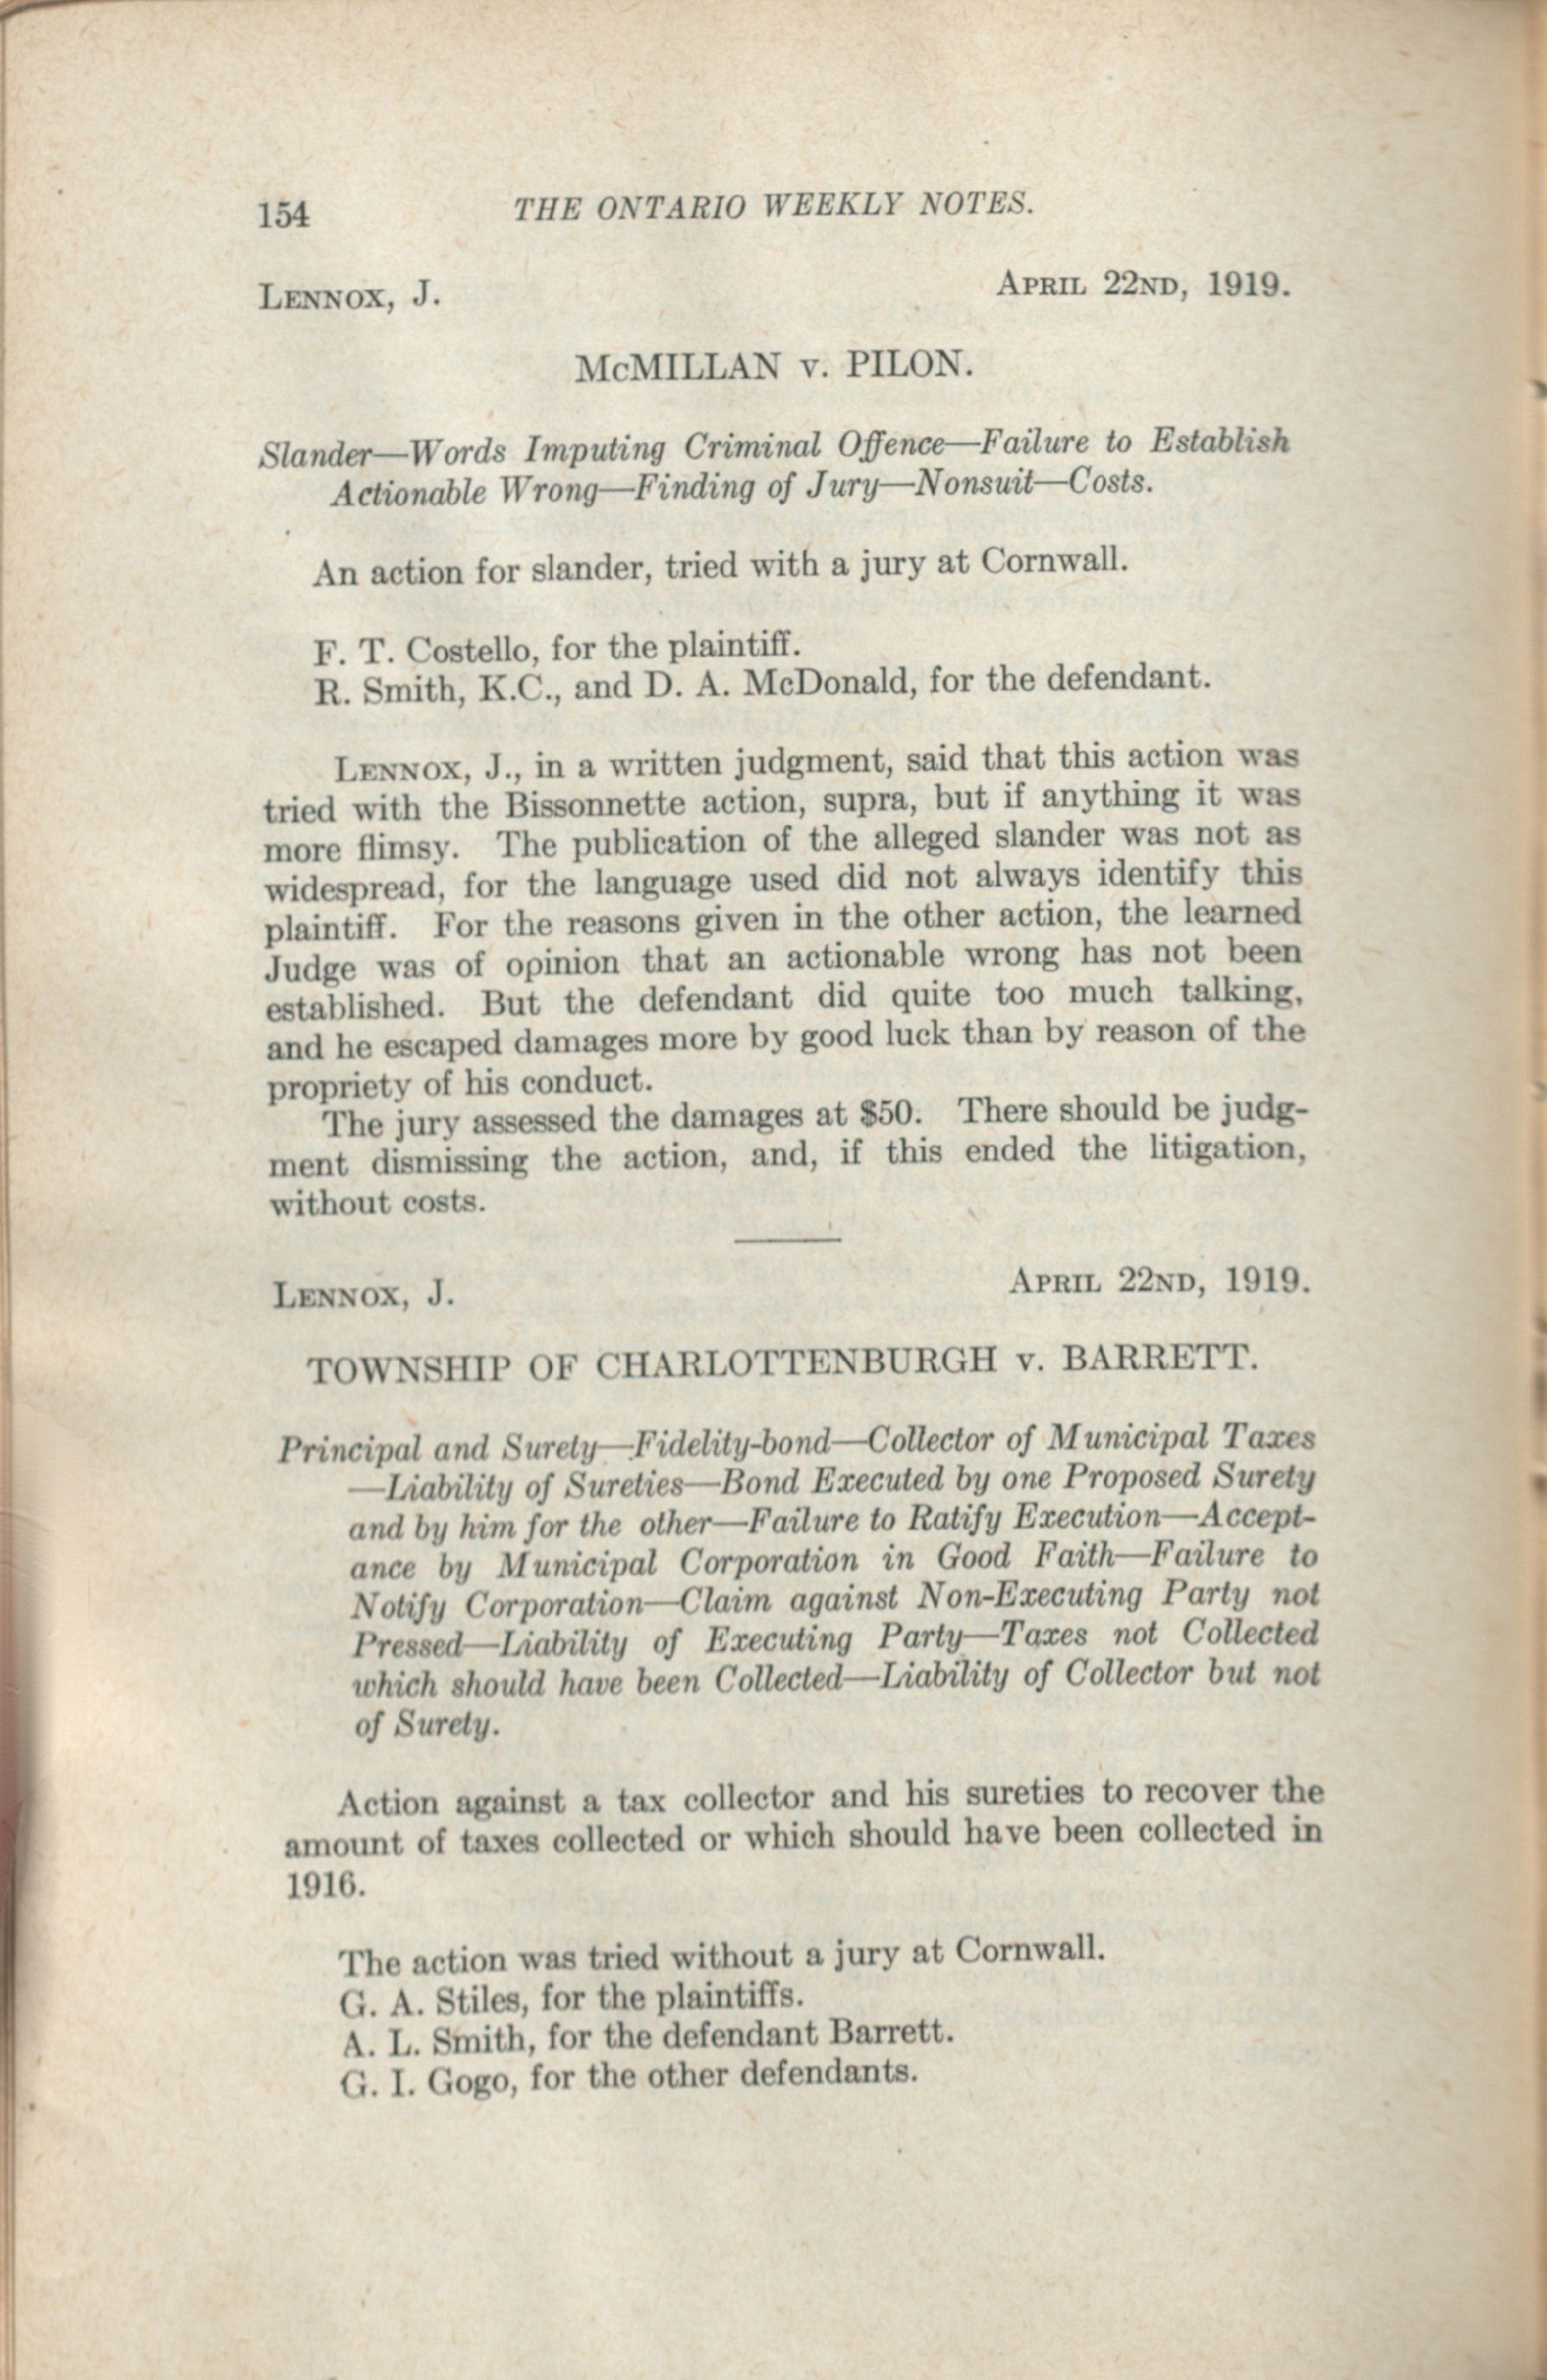 154 THE ONTARIO WEEKLY NOTES.
LENNOX, J. APRIL 22ND, 1919.
McMILLAN v. PILON.
Slander—Words Imputing Criminal Offence—Failure to Establish
Actionable Wrong—Finding of Jury—Nonsuit—Costs.
An action for slander, tried with a jury at Cornwall.
F. T. Costello, for the plaintiff.
R. Smith, K.C., and D. A. McDonald, for the defendant.
LENNOX, J., in a written judgment, said that this action was
tried with the Bissonnette action, supra, but if anything it was
more flimsy. The publication of the alleged slander was not as
widespread, for the language used did not always identify this
plaintiff. For the reasons given in the other action, the learned
Judge was of opinion that an actionable wrong has not been
established. But the defendant did quite too much talking,
and he escaped damages more by good luck than by reason of the
propriety of his conduct.
The jury assessed the damages at $50. There should be judg-
ment dismissing the action, and, if this ended the litigation,
without costs.
LENNOX, J. APRIL 22ND, 1919.
TOWNSHIP OF CHARLOTTENBURGH v. BARRETT.
Principal and Surety—Fidelity-bond—Collector of Municipal Taxes
—Liability of Sureties—Bond Executed by one Proposed Surety
and by him for the other—Failure to Ratify Execution—Accept-
ance by Municipal Corporation in Good Faith—Failure to
Notify Corporation—Claim against Non-Executing Party not
Pressed—Liability of Executing Party—Taxes not Collected
which should have been Collected—Liability of Collector but not
of Surety.
Action against a tax collector and his sureties to recover the
amount of taxes collected or which should have been collected in
1916.
The action was tried without a jury at Cornwall.
G. A. Stiles, for the plaintiffs.
A. L. Smith, for the defendant Barrett.
G. I. Gogo, for the other defendants.